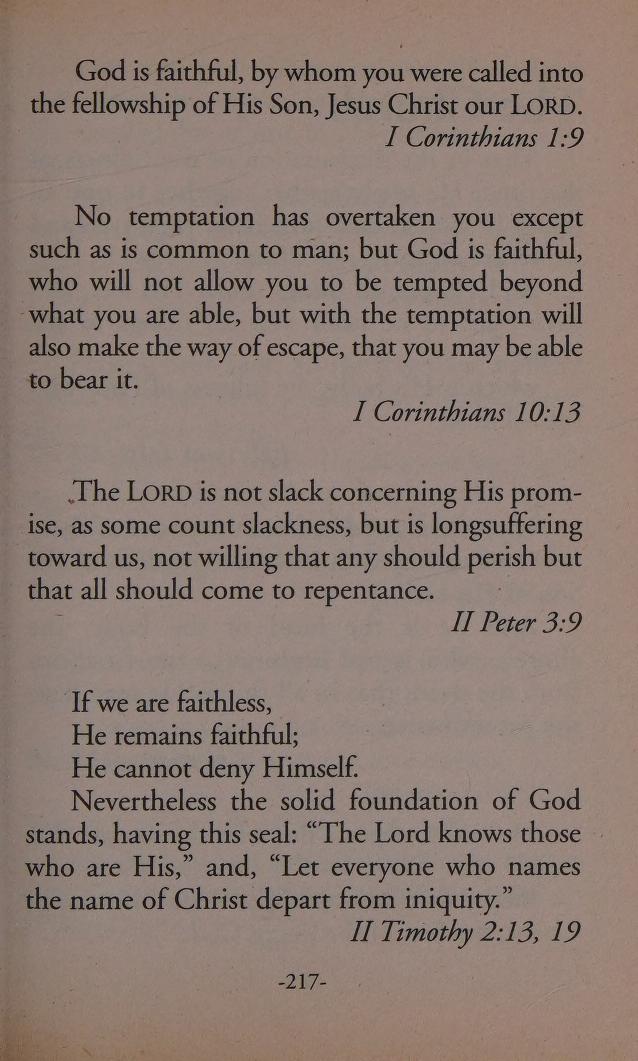 God is faithful, by whom you were called into
the fellowship of His Son, Jesus Christ our LORD.
I Corinthians 1:9
No temptation has overtaken you except
such as is common to man; but God is faithful,
who will not allow you to be tempted beyond
what you are able, but with the temptation will
also make the way of escape, that you may be able
to bear it.
I Corinthians 10:13
The LORD is not slack concerning His prom-
ise, as some count slackness, but is longsuffering
toward us, not willing that any should perish but
that all should come to repentance.
II Peter 3:9
If we are faithless,
He remains faithful;
He cannot deny Himself.
Nevertheless the solid foundation of God
stands, having this seal: “The Lord knows those
who are His,” and, “Let everyone who names
the name of Christ depart from iniquity.”
II Timothy 2:13, 19
-217-